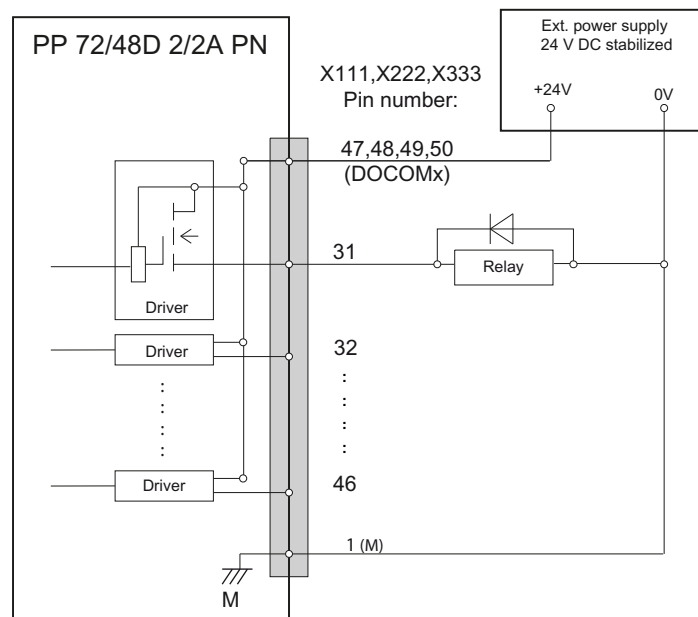 PP 72/48D 2/2A PN
Ext. power supply
24 V DC stabilized
+24V
0V
X111,X222,X333
Pin number:
47,48,49,50
(DOCOMx)
31
Relay
Driver
Driver
32
:
:
:
:
:
:
:
:
Driver
46
1 (M)
M